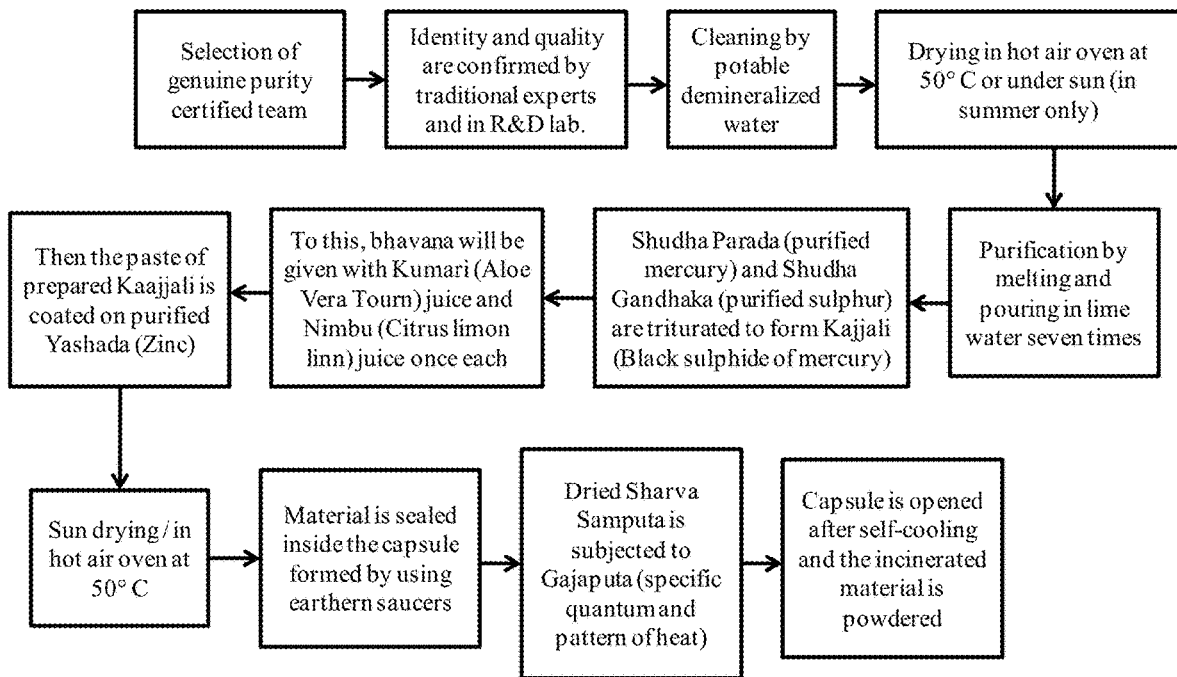 Selection of
genuine purity
certified team
Identity and quality
are confirmed by
traditional experts
and in R&D lab.
Cleaning by
potable
demineralized
water
Drying in hot air oven at
50° C or under sun (in
summer only)
Purification by
melting and
pouring in lime
water seven times
Shudha Parada (purified
mercury) and Shudha
Gandhaka (purified sulphur)
are triturated to form Kajjali
(Black sulphide of mercury)
To this, bhavana will be
given with Kumari (Aloe
Vera Tourn) juice and
Nimbu (Citrus limon
linn) juice once each
Then the paste of
prepared Kaajjali is
coated on purified
Yashada (Zinc)
Sun drying / in
hot air oven at
50° C
Material is sealed
inside the capsule
formed by using
earthern saucers
Dried Sharva
Samputa is
subjected to
Gajaputa (specific
quantum and
pattern of heat)
Capsule is opened
after self-cooling
and the incinerated
material is
powdered